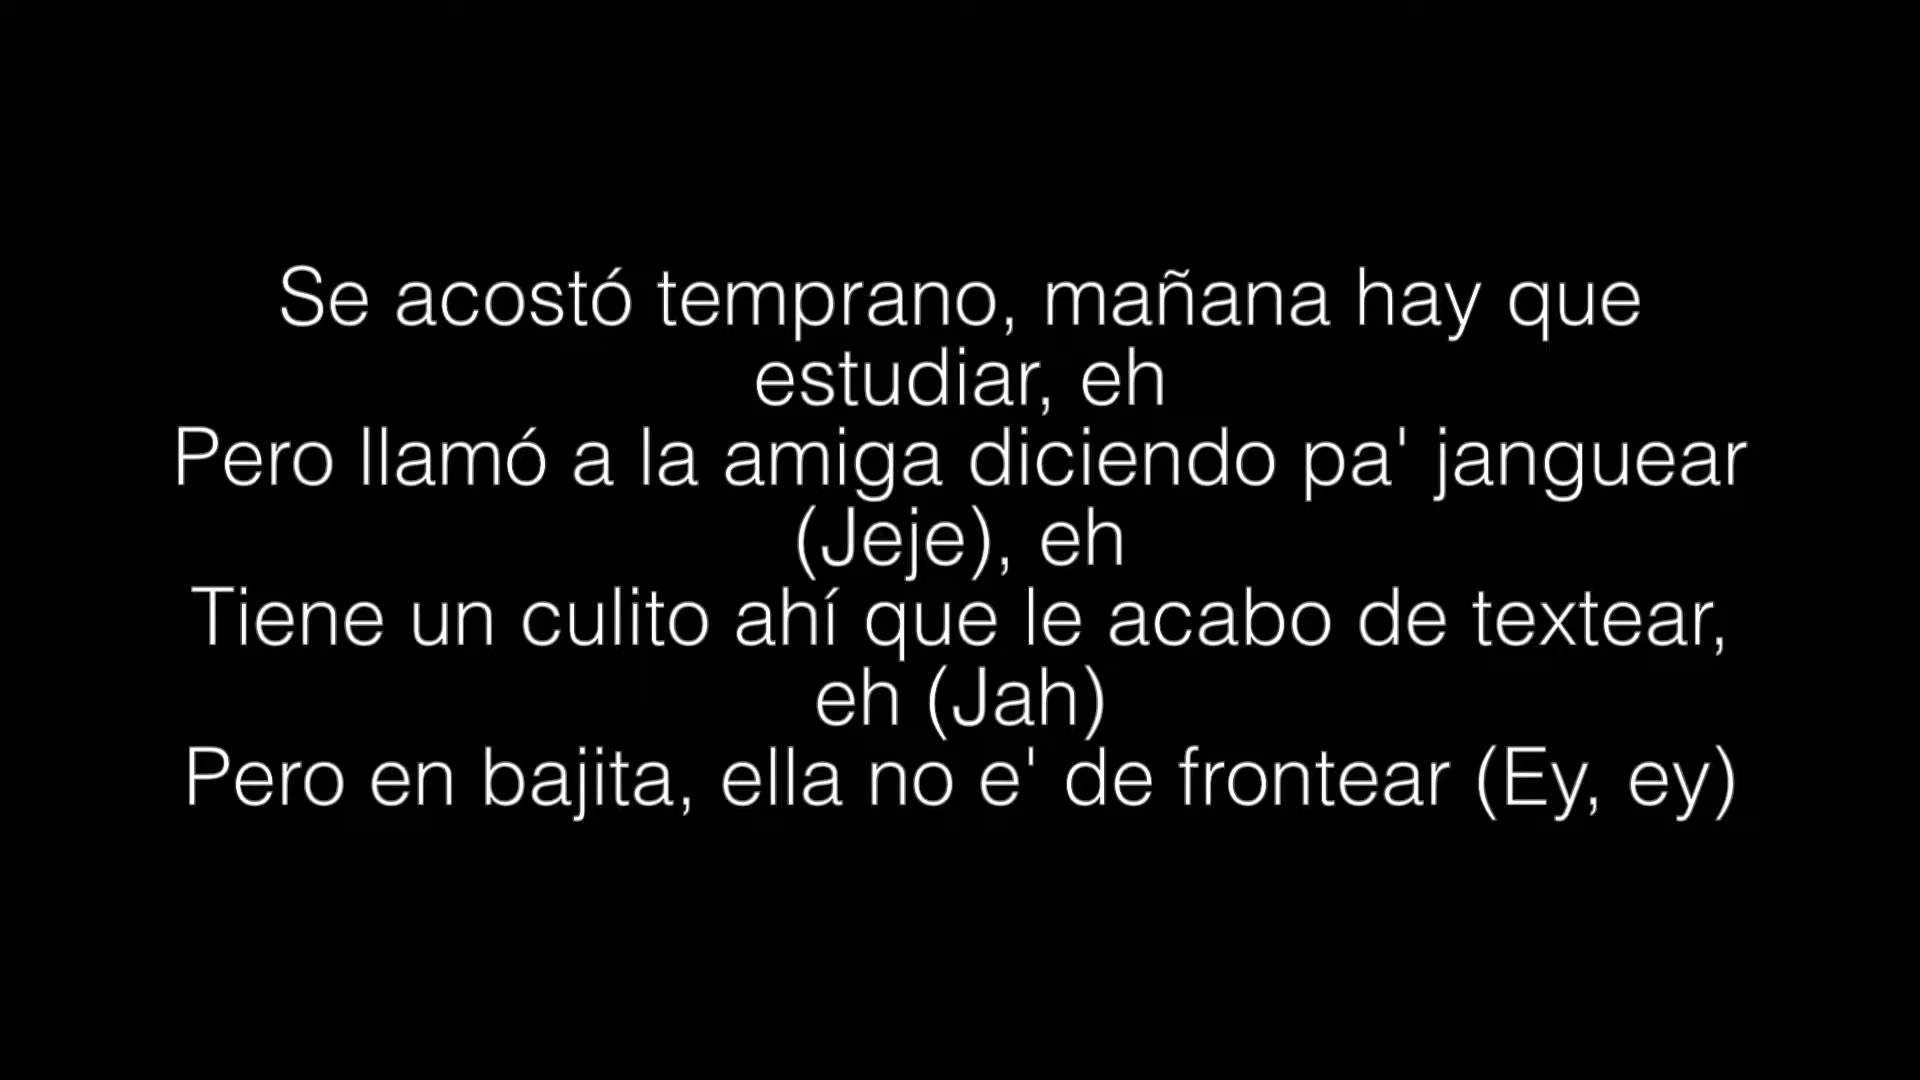 Se acostó temprano, mañana hay que
estudiar, eh
Pero llamó a la amiga diciendo pa' janguear
(Jeje), eh
Tiene un culito ahí que le acabo de textear,
eh (Jah)
Pero en bajita, ella no e' de frontear (Ey, ey)